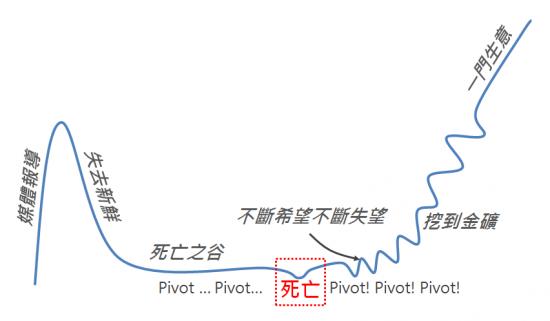 媒體報導
失去新鮮
死亡之谷
Pivot ... Pivot...
死亡
不斷希望不斷失望
Pivot! Pivot! Pivot!
挖到金礦
一門生意